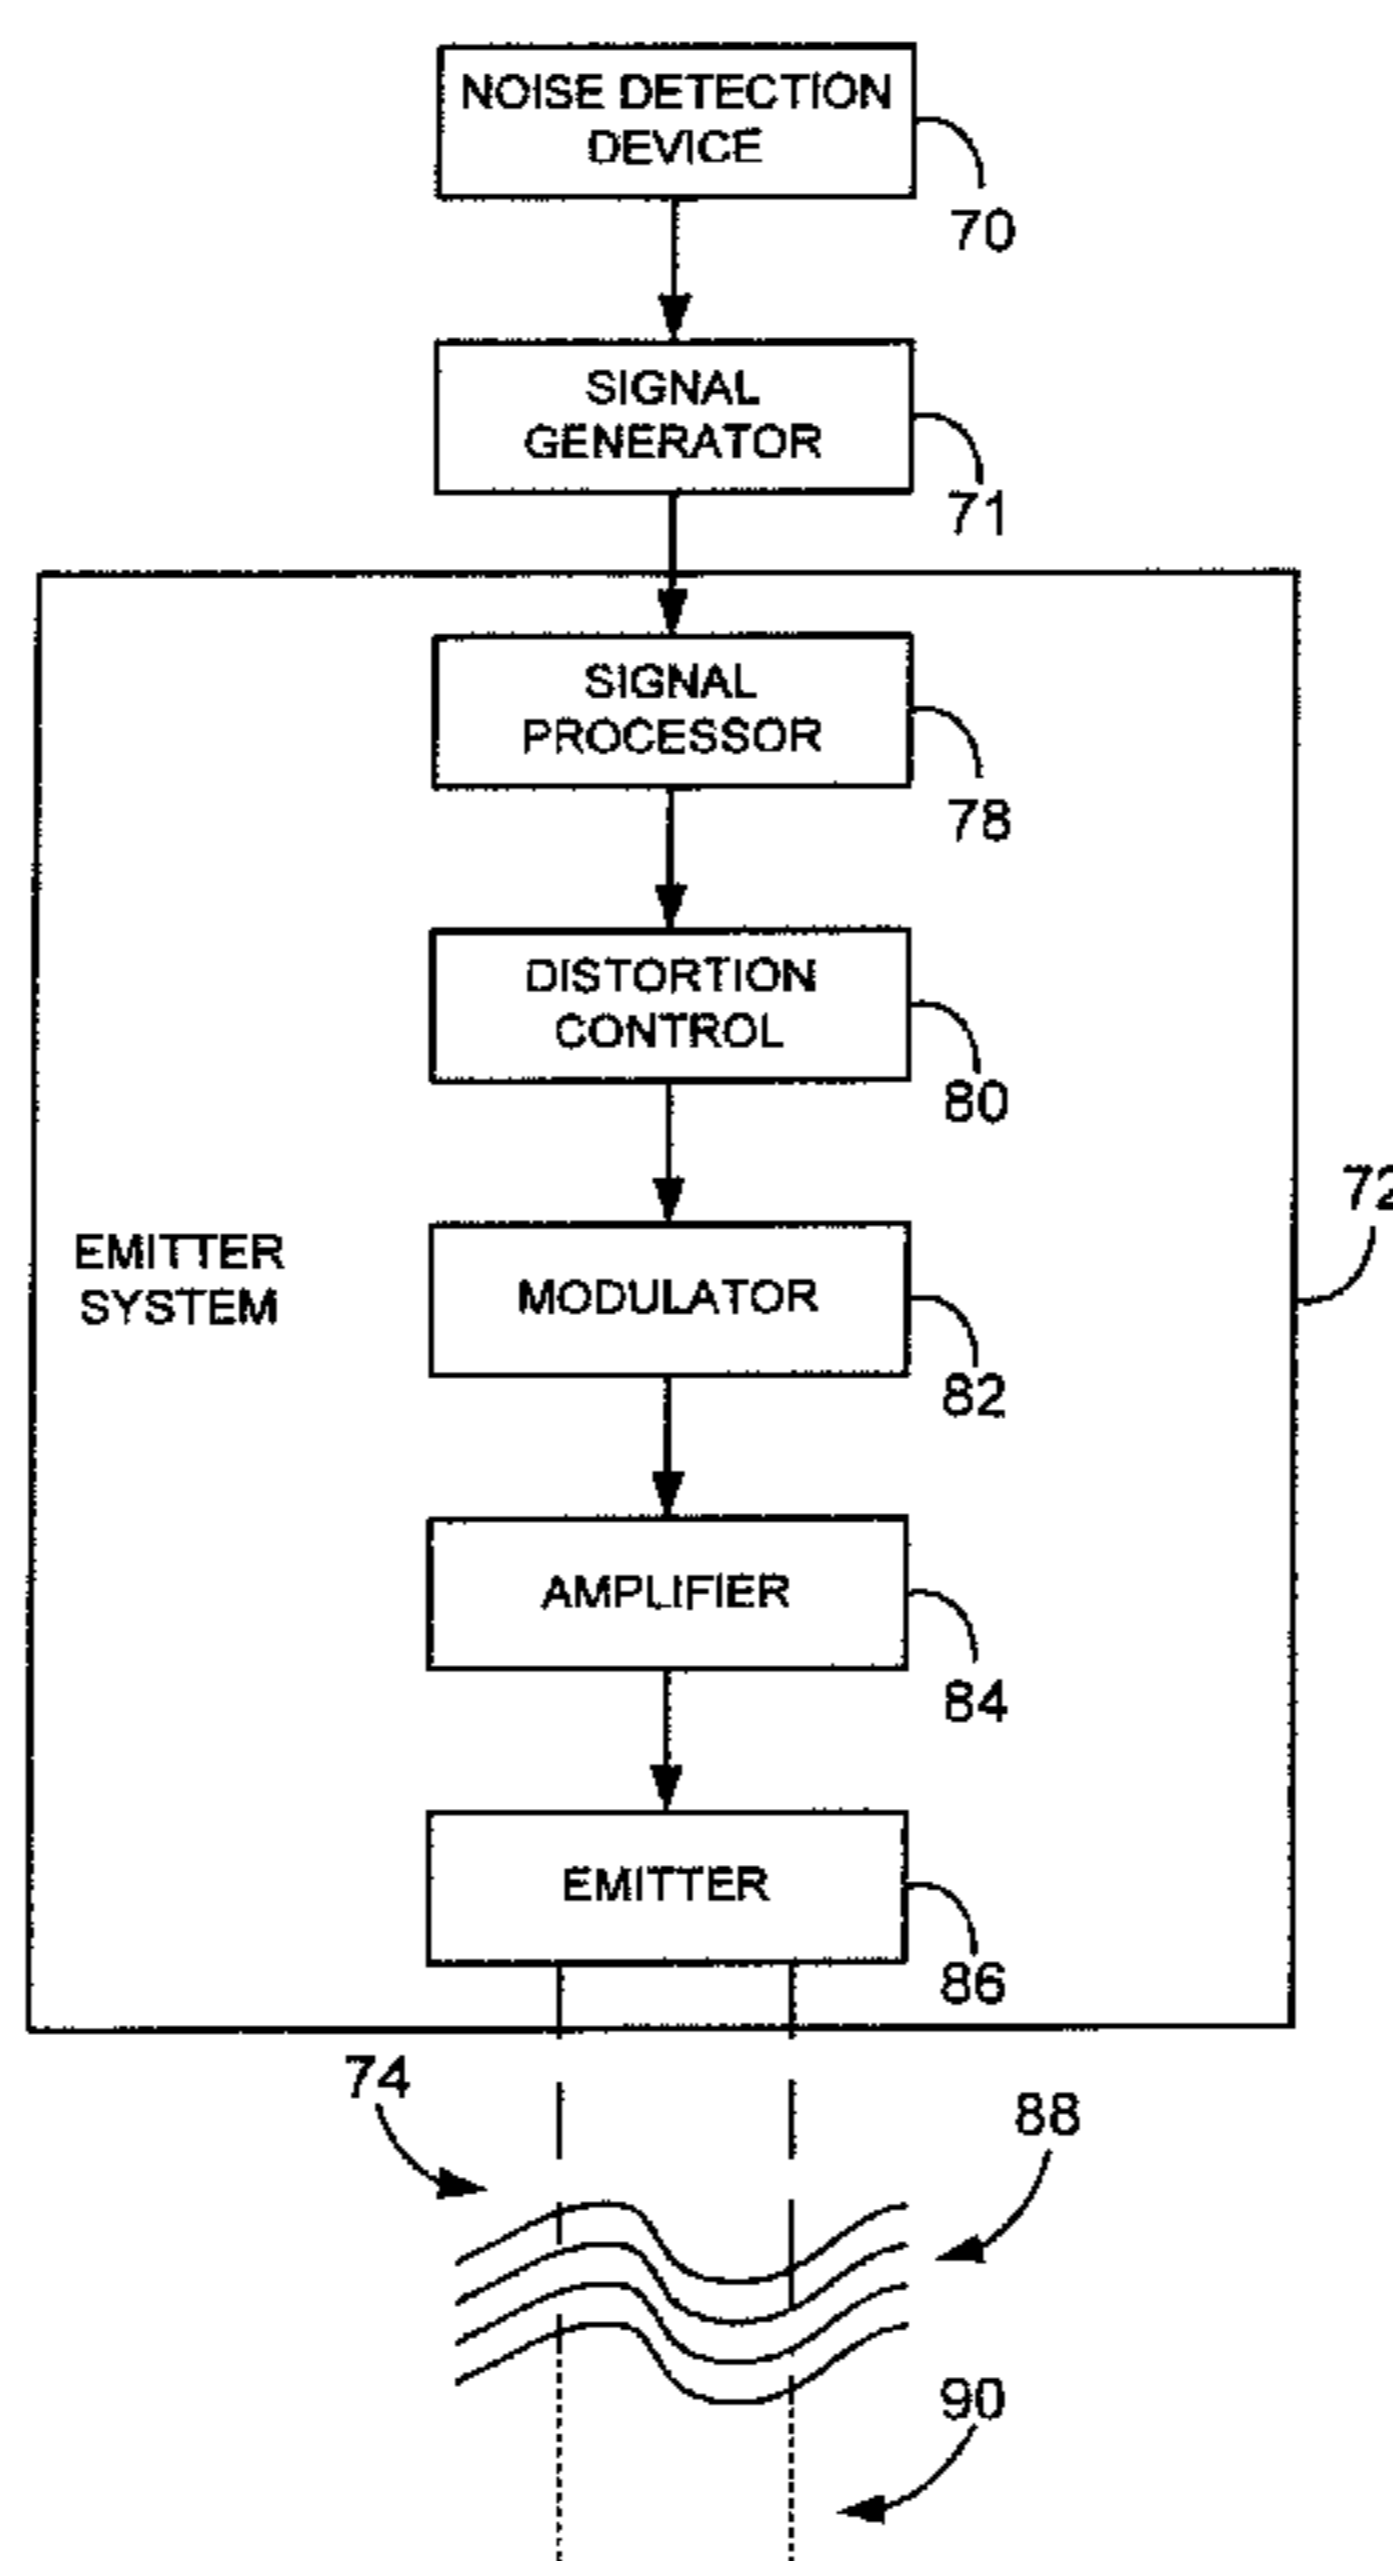 NOISE DETECTION
DEVICE
70
SIGNAL
GENERATOR
71
SIGNAL
PROCESSOR
78
DISTORTION
CONTROL
80
72
EMITTER
SYSTEM
MODULATOR
82
AMPLIFIER
84
EMITTER
86
74
88
90